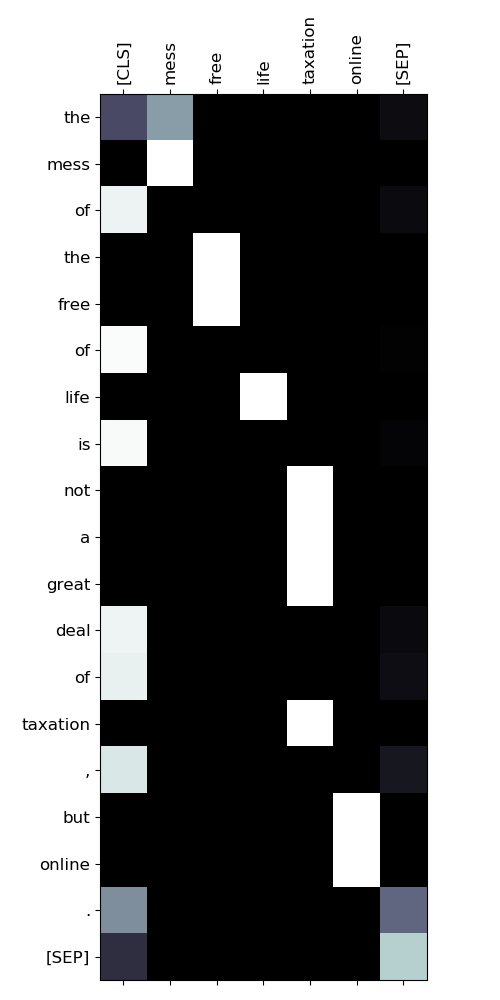 [CLS] mess free life taxation online [SEP]
the
mess
of
the
free
of
life
is
not
a
great
deal
of
taxation
,
but
online
.
[SEP]